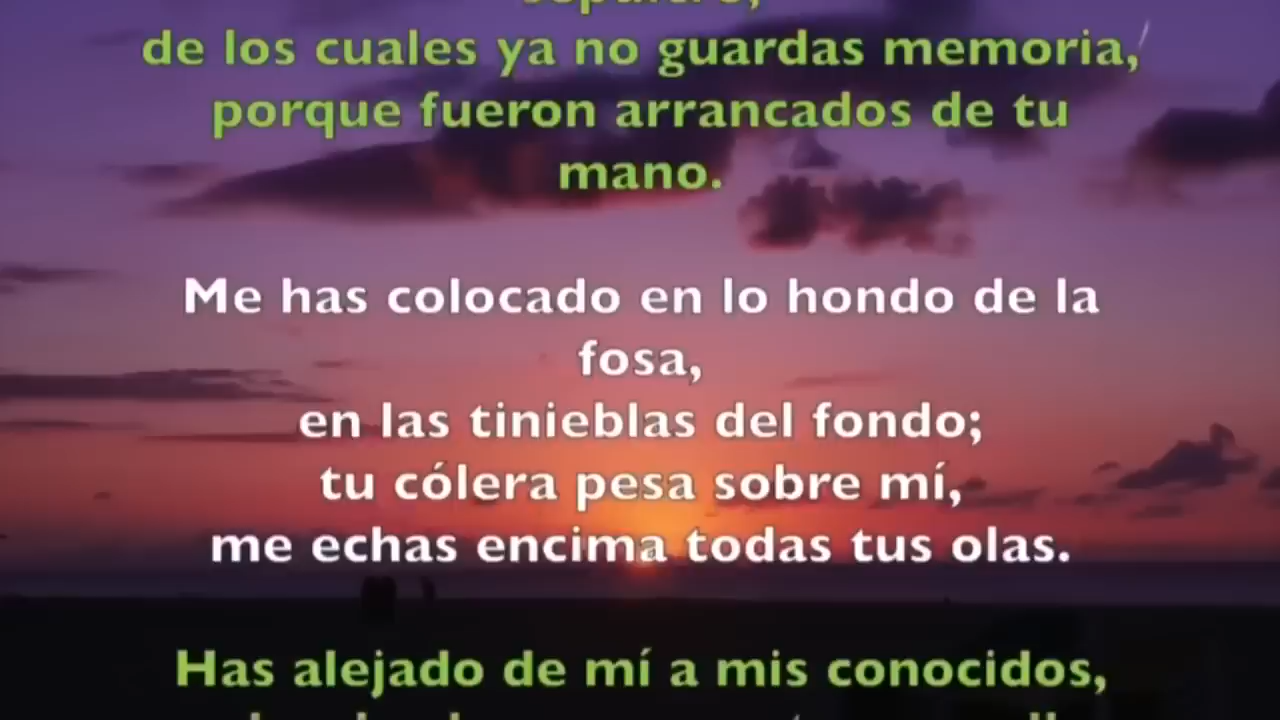 de los cuales ya no guardas memoria,
porque fueron arrancados de tu
mano.
Me has colocado en lo hondo de la
fosa,
en las tinieblas del fondo;
tu cólera pesa sobre mí,
me echas encima todas tus olas.
Has alejado de mí a mis conocidos,